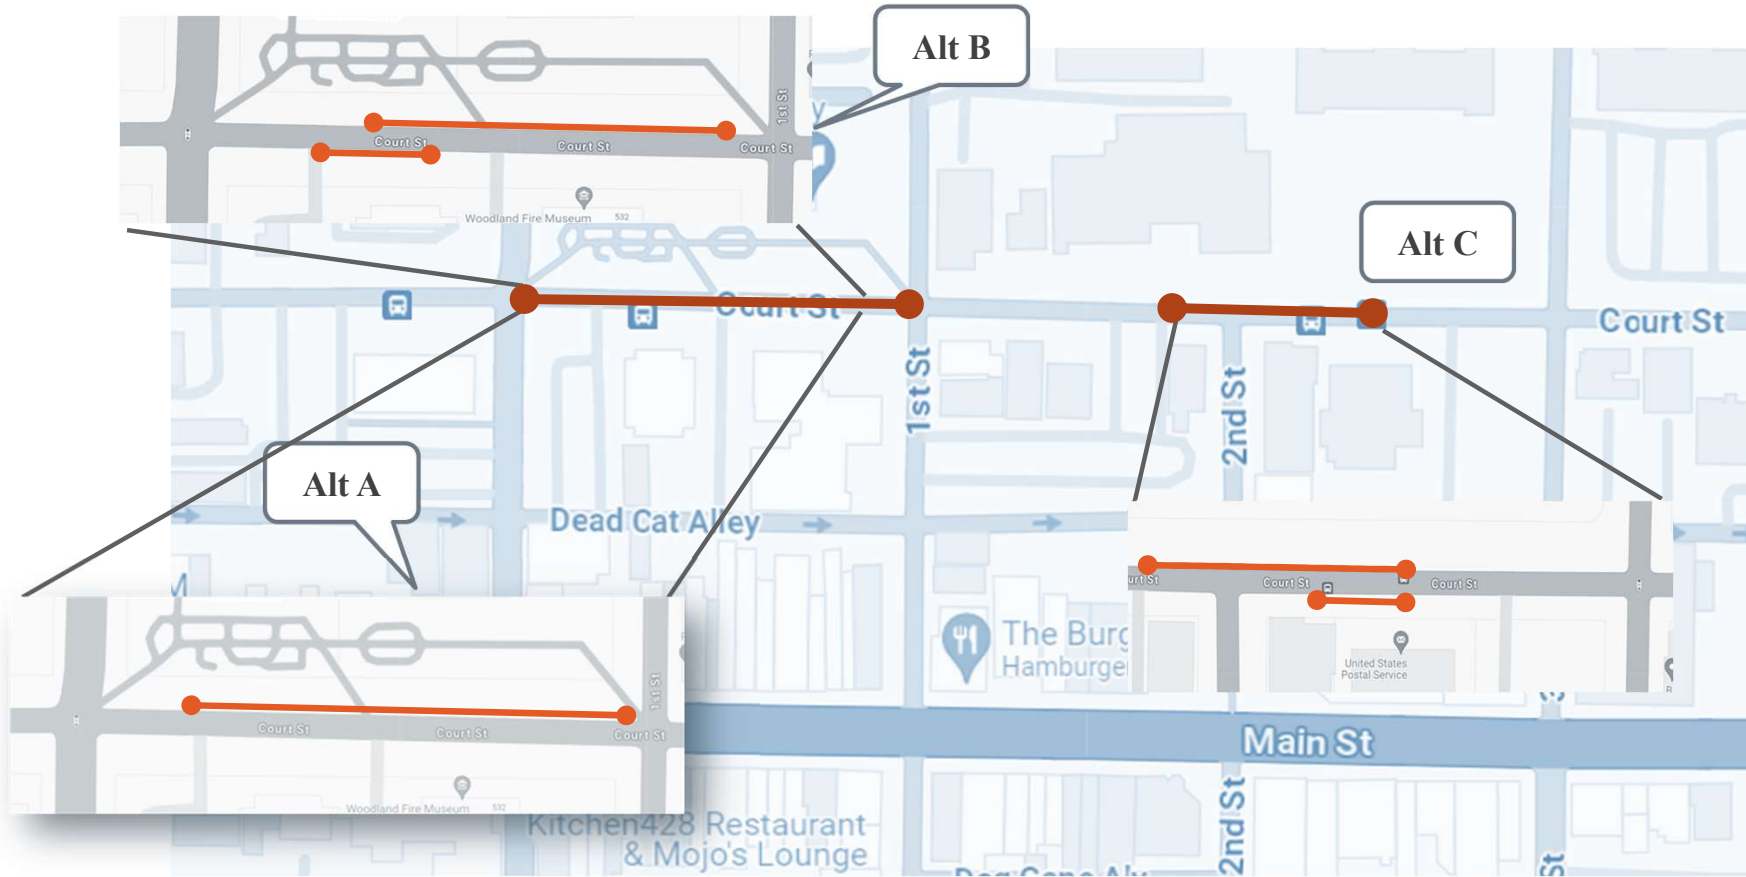 Alt B
1st St
Court St
Court St
Court St
Woodland Fire Museum
532
Alt C
Court St
Court St
1st St
2nd St
Alt A
Dead Cat Alley
Court St
Court St
Court St
1st St
Woodland Fire Museum
532
The Burg
Hamburge
urt St
Court St
Court St
United States
Postal Service
Main St
2nd St
St
Kitchen428 Restaurant
& Mojo's Lounge